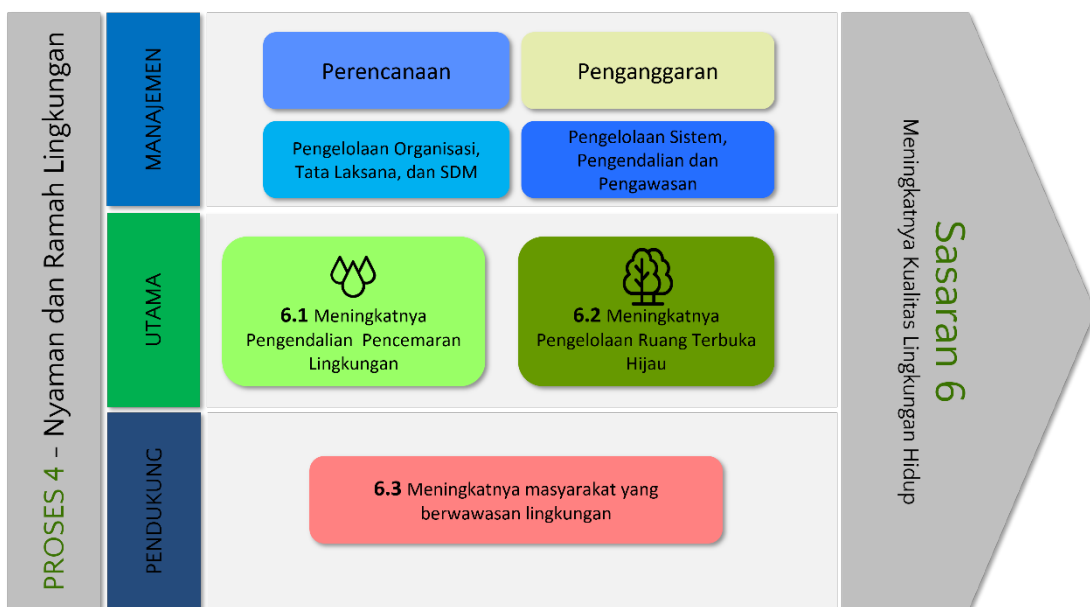 PROSES 4 – Nyaman dan Ramah Lingkungan
MANAJEMEN
Perencanaan
Penganggaran
Pengelolaan Organisasi,
Tata Laksana, dan SDM
Pengelolaan Sistem,
Pengendalian dan
Pengawasan
UTAMA
6.1 Meningkatnya
Pengendalian Pencemaran
Lingkungan
6.2 Meningkatnya
Pengelolaan Ruang Terbuka
Hijau
PENDUKUNG
6.3 Meningkatnya masyarakat yang
berwawasan lingkungan
Sasaran 6
Meningkatnya Kualitas Lingkungan Hidup